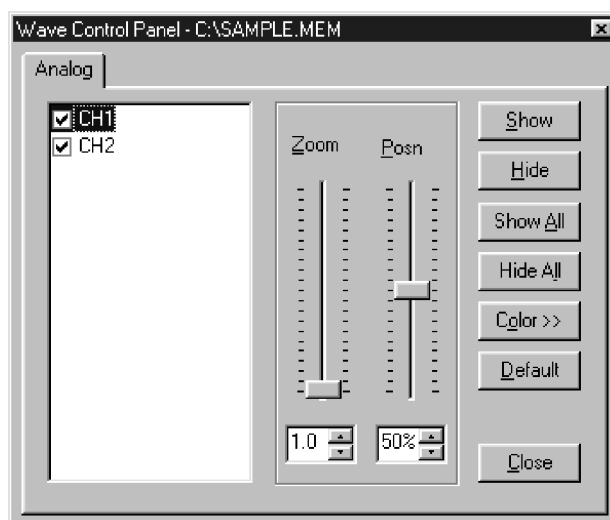 Wave Control Panel - C:\SAMPLE.MEM
Analog
CH1
CH2
Zoom
Posn
1.0
50%
Show
Hide
Show All
Hide All
Color >>
Default
Close